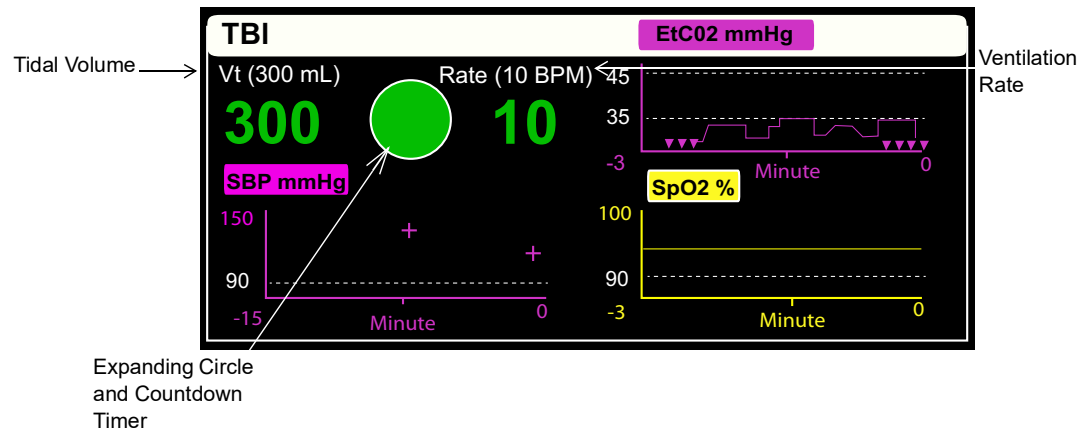 TBI
EtC02 mmHg
Tidal Volume
Vt (300 mL)
Rate (10 BPM)
Ventilation
Rate
300
10
45
35
-3
Minute
0
SBP mmHg
150
90
-15
Minute
0
SpO2 %
100
90
-3
Minute
0
Expanding Circle
and Countdown
Timer